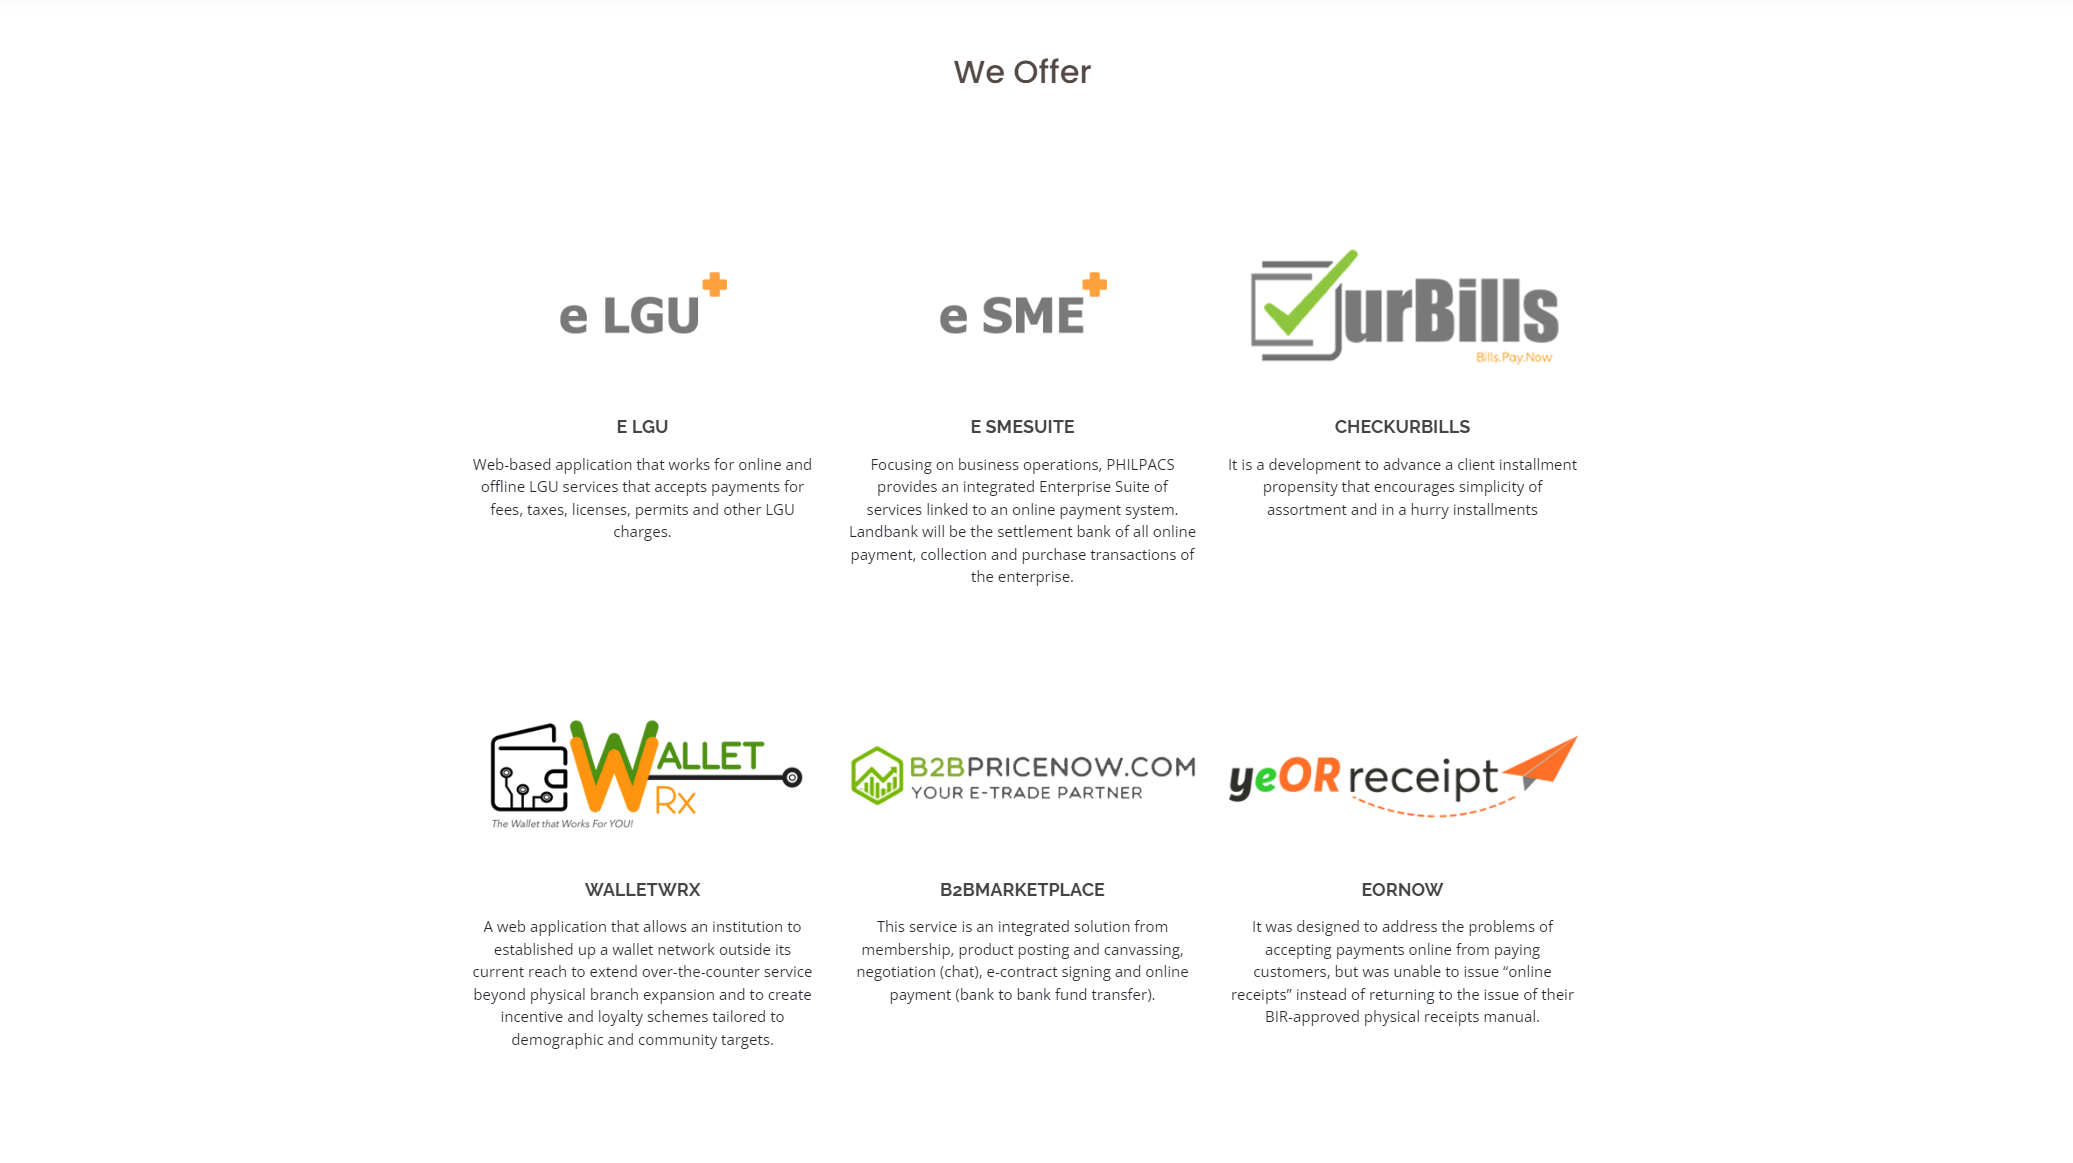 We Offer
e LGU
e SME
urBills
Bills.Pay.Now
E LGU
Web-based application that works for online and
offline LGU services that accepts payments for
fees, taxes, licenses, permits and other LGU
charges.
E SMESUITE
Focusing on business operations, PHILPACS
provides an integrated Enterprise Suite of
services linked to an online payment system.
Landbank will be the settlement bank of all online
payment, collection and purchase transactions of
the enterprise.
CHECKURBILLS
It is a development to advance a client installment
propensity that encourages simplicity of
assortment and in a hurry installments
WALLET
Rx
The Wallet that Works For YOU!
B2BPRICENOW.COM
YOUR E-TRADE PARTNER
yeOR receipt
WALLETWRX
A web application that allows an institution to
established up a wallet network outside its
current reach to extend over-the-counter service
beyond physical branch expansion and to create
incentive and loyalty schemes tailored to
demographic and community targets.
B2BMARKETPLACE
This service is an integrated solution from
membership, product posting and canvassing,
negotiation (chat), e-contract signing and online
payment (bank to bank fund transfer).
EORNOW
It was designed to address the problems of
accepting payments online from paying
customers, but was unable to issue “online
receipts” instead of returning to the issue of their
BIR-approved physical receipts manual.